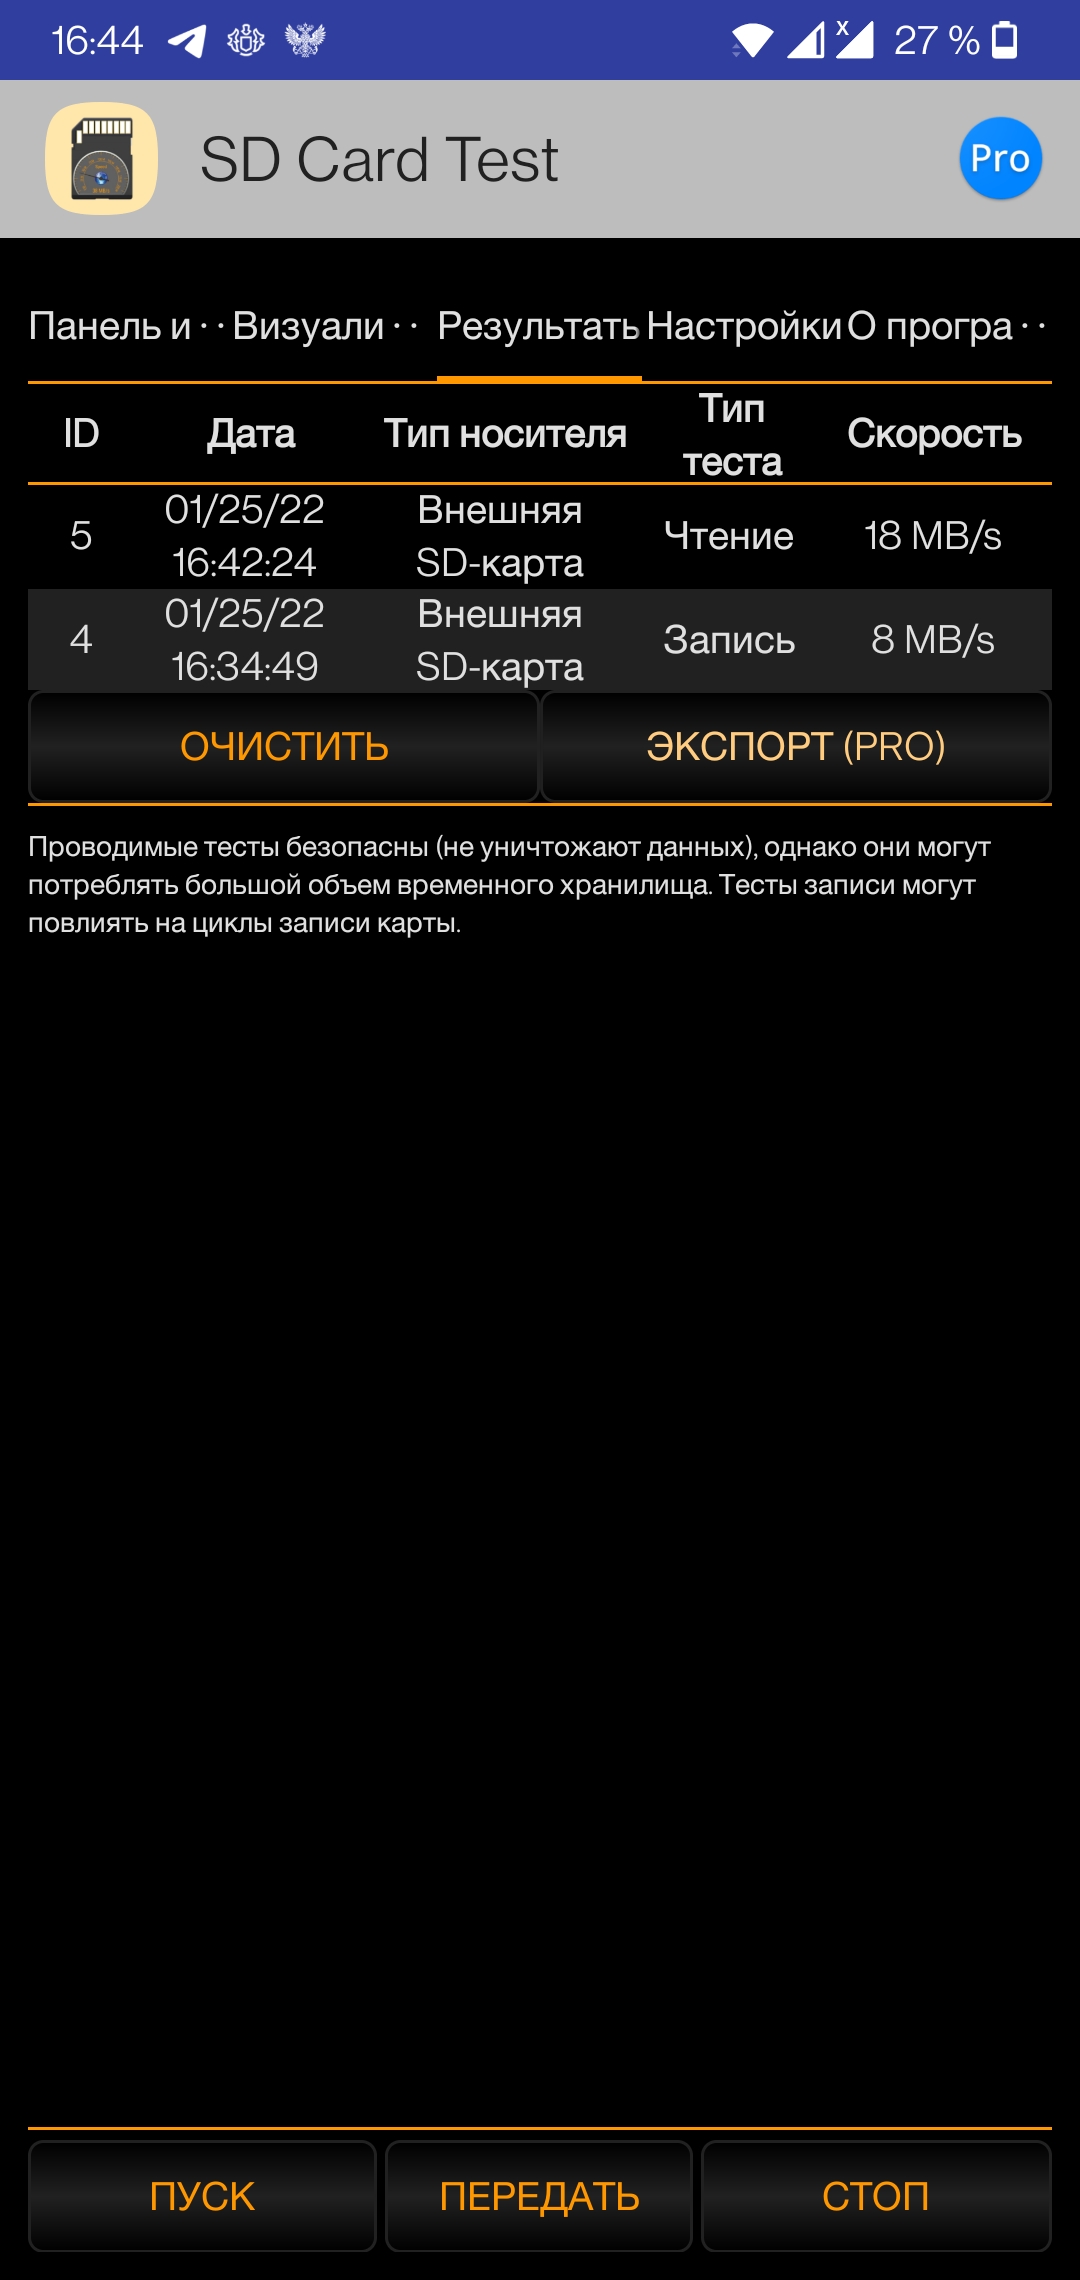 16:44 27 %
SD Card Test
Pro
Панель и ·· Визуали ·· Результать Настройки О програ ··
ID Дата Тип носителя Тип теста Скорость
5 01/25/22 16:42:24 Внешняя SD-карта Чтение 18 MB/s
4 01/25/22 16:34:49 Внешняя SD-карта Запись 8 MB/s
ОЧИСТИТЬ ЭКСПОРТ (PRO)
Проводимые тесты безопасны (не уничтожают данных), однако они могут
потреблять большой объем временного хранилища. Тесты записи могут
повлиять на циклы записи карты.
ПУСК ПЕРЕДАТЬ СТОП